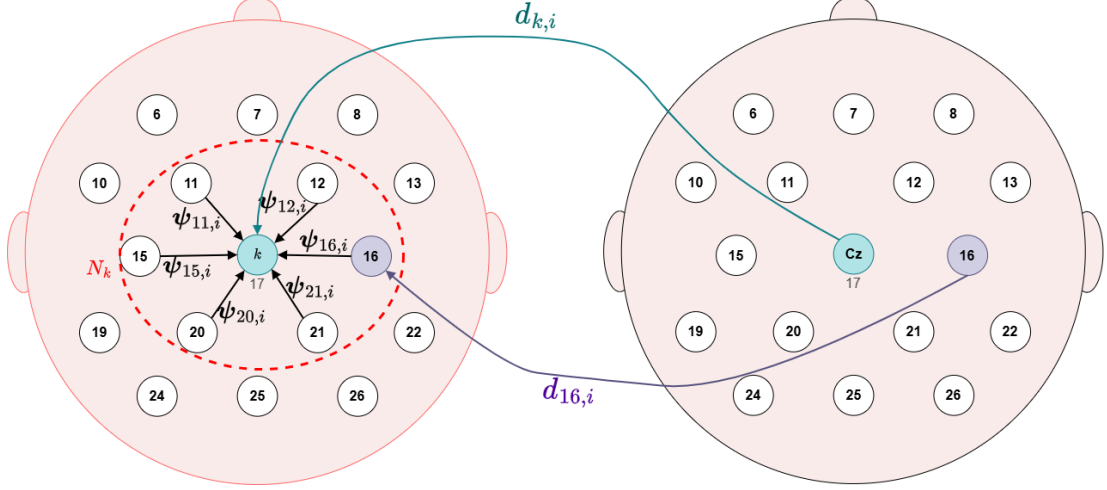 d_{k,i}
6 7 8 6 7 8
10 11 12 13 10 11 12 13
ψ_{11,i} ψ_{12,i}
15 k 16 15 Cz 16
ψ_{16,i}
N_k ψ_{15,i} 17 17
ψ_{20,i} ψ_{21,i}
19 20 21 22 19 20 21 22
d_{16,i}
24 25 26 24 25 26